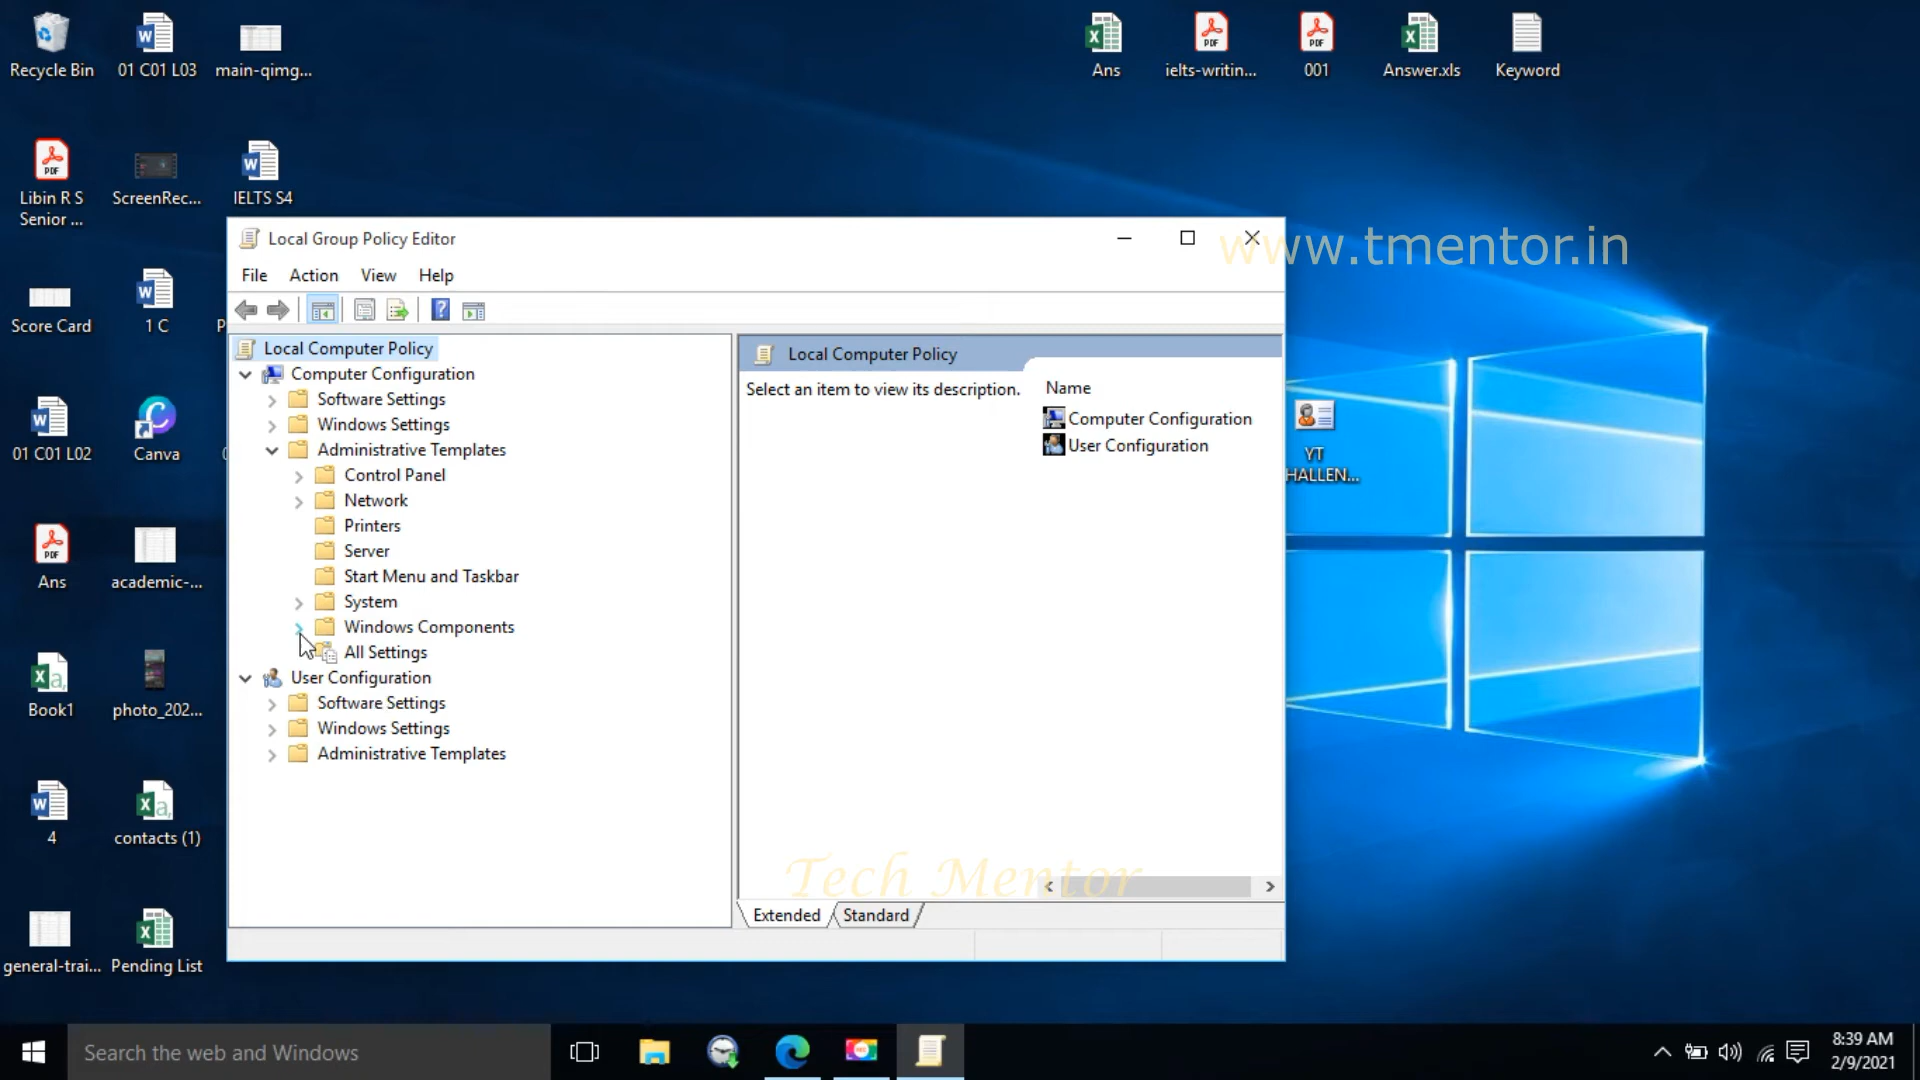 Recycle Bin
01 C01 L03
main-qimg...
Ans
ielts-writin...
001
Answer.xls
Keyword
Libin R S
Senior ...
ScreenRec...
IELTS S4
Score Card
1 C
P
01 C01 L02
Canva
Ans
academic-...
Book1
photo_202...
4
contacts (1)
general-trai...
Pending List
YT
HALLEN...
www.tmentor.in
Local Group Policy Editor
File Action View Help
Local Computer Policy
Computer Configuration
Software Settings
Windows Settings
Administrative Templates
Control Panel
Network
Printers
Server
Start Menu and Taskbar
System
Windows Components
All Settings
User Configuration
Software Settings
Windows Settings
Administrative Templates
Local Computer Policy
Select an item to view its description.
Name
Computer Configuration
User Configuration
Tech Mentor
Extended
Standard
Search the web and Windows
8:39 AM
2/9/2021